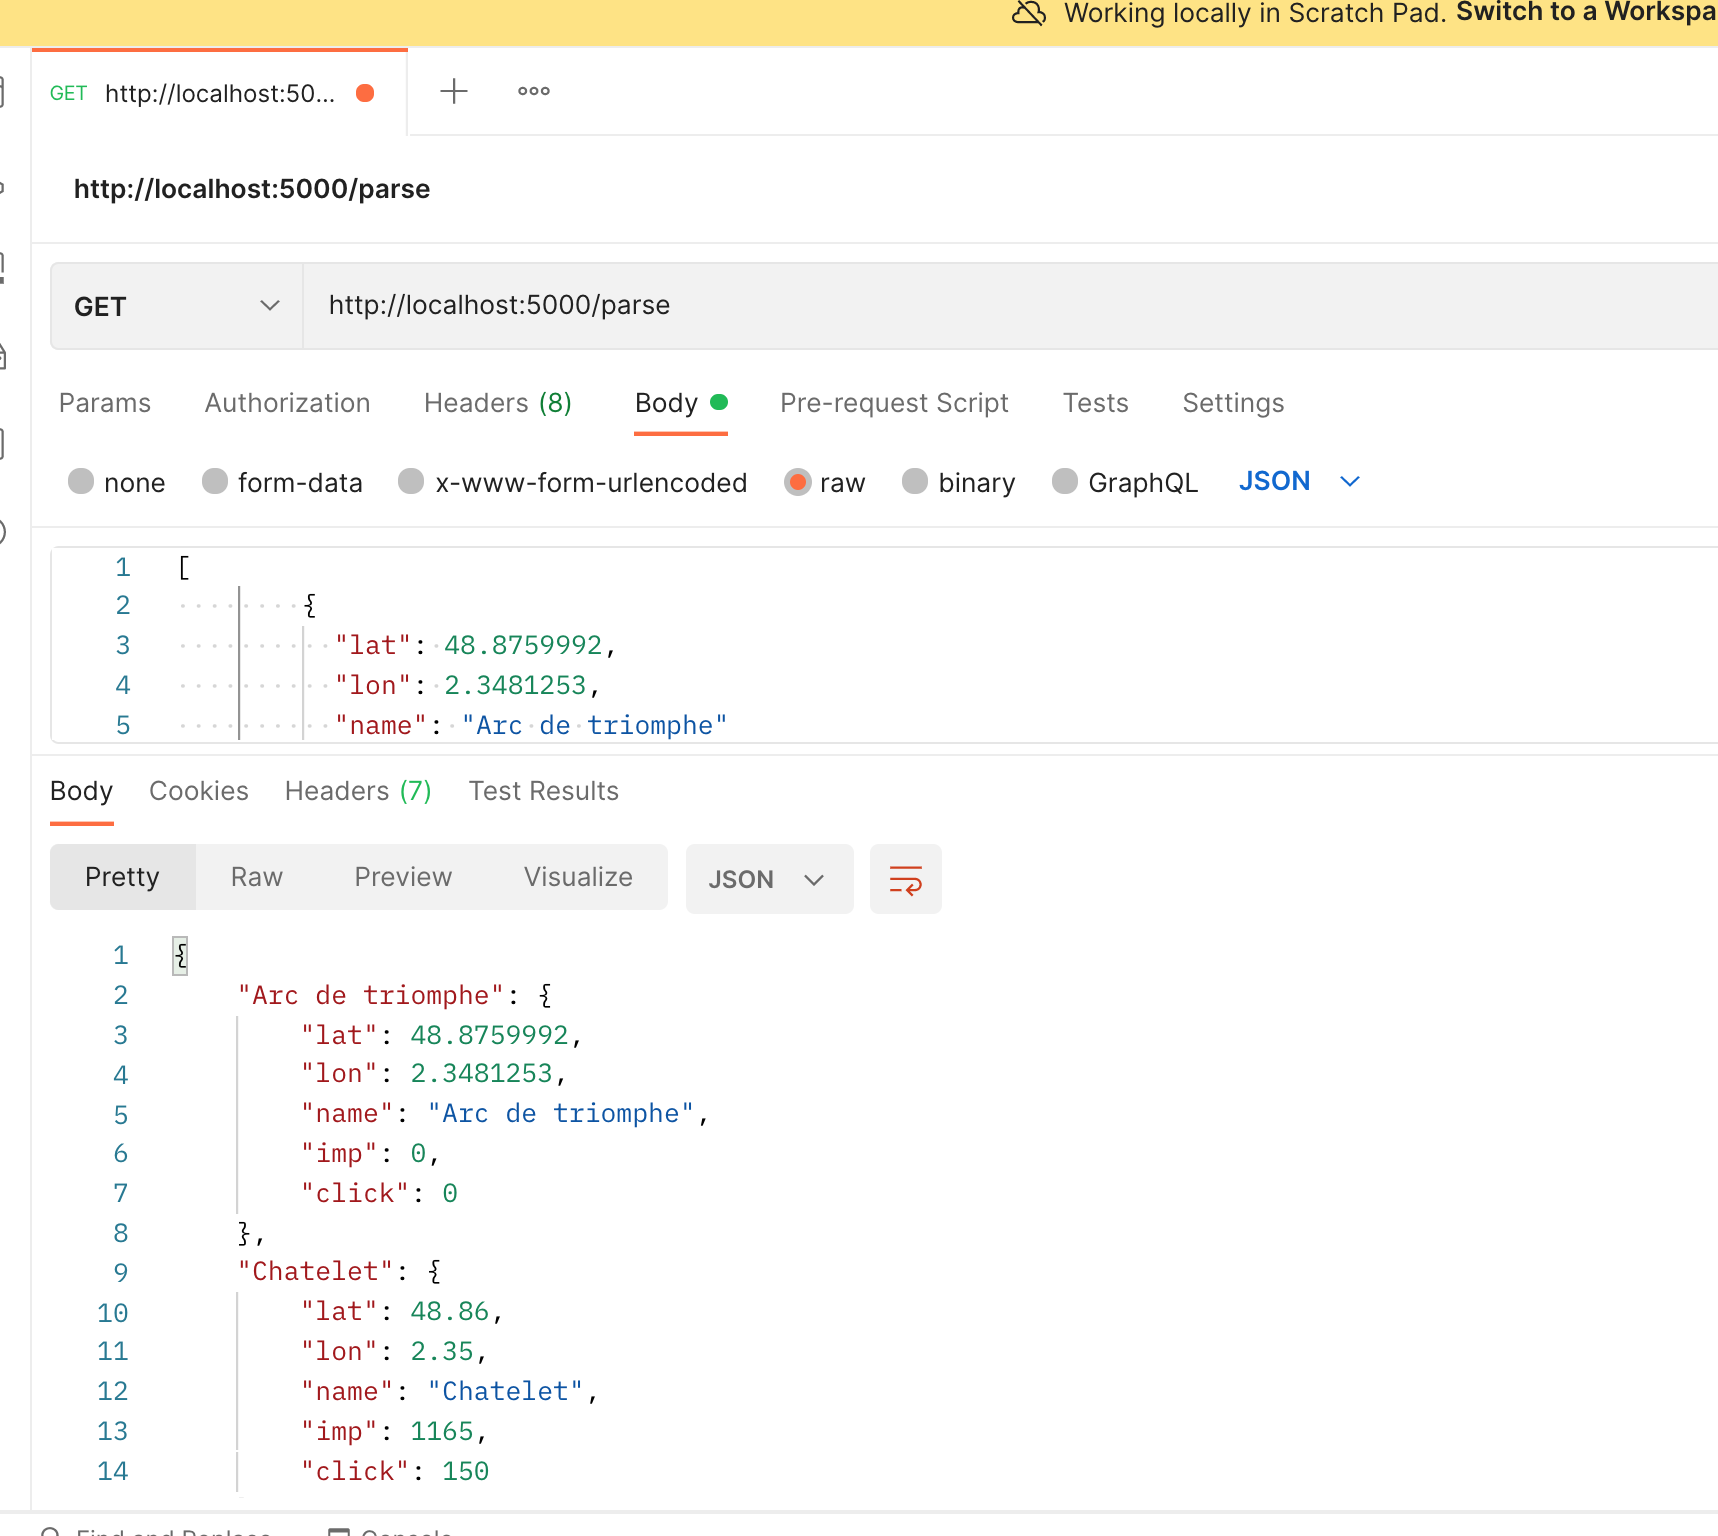 Working locally in Scratch Pad. Switch to a Workspa
GET http://localhost:50...
http://localhost:5000/parse
GET http://localhost:5000/parse
Params Authorization Headers (8) Body Pre-request Script Tests Settings
none form-data x-www-form-urlencoded raw binary GraphQL JSON
1 [
2 {
3 "lat": 48.8759992,
4 "lon": 2.3481253,
5 "name": "Arc de triomphe"
Body Cookies Headers (7) Test Results
Pretty Raw Preview Visualize JSON
1 {
2 "Arc de triomphe": {
3 "lat": 48.8759992,
4 "lon": 2.3481253,
5 "name": "Arc de triomphe",
6 "imp": 0,
7 "click": 0
8 },
9 "Chatelet": {
10 "lat": 48.86,
11 "lon": 2.35,
12 "name": "Chatelet",
13 "imp": 1165,
14 "click": 150
Find and Replace Console